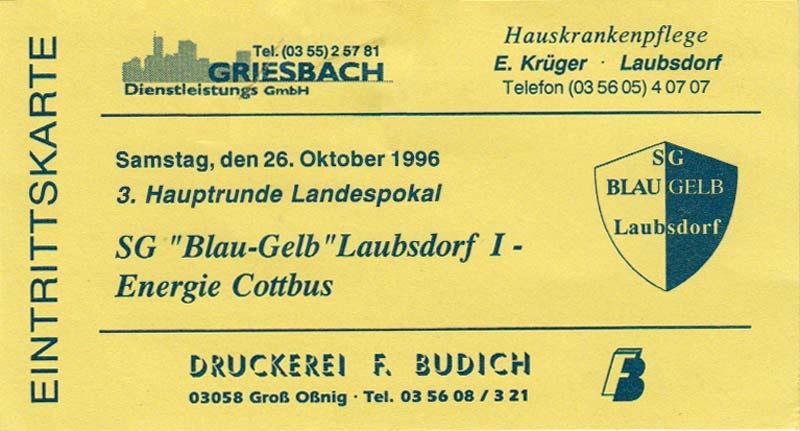 EINTRITTSKARTE
Tel. (03 55) 2 57 81
GRIESBACH
Dienstleistungs GmbH
Hauskrankenpflege
E. Krüger · Laubsdorf
Telefon (03 56 05) 4 07 07
Samstag, den 26. Oktober 1996
3. Hauptrunde Landespokal
SG "Blau-Gelb"Laubsdorf I -
Energie Cottbus
SG
BLAU GELB
Laubsdorf
DRUCKEREI F. BUDICH
03058 Groß Oßnig · Tel. 03 56 08 / 3 21
FB